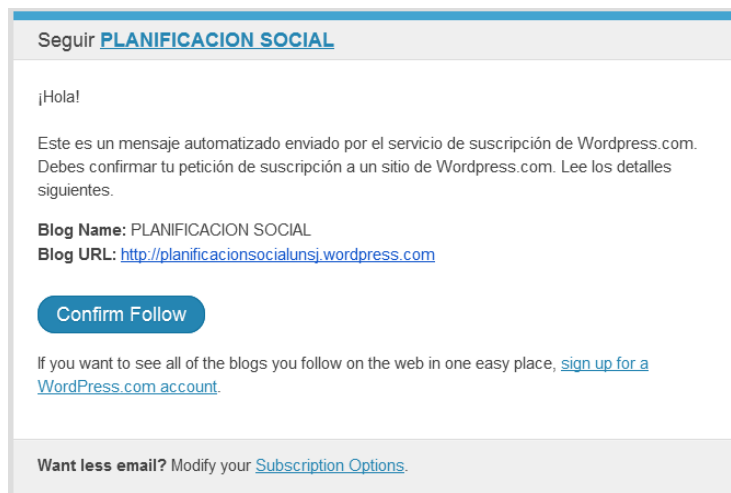 Seguir PLANIFICACION SOCIAL
¡Hola!
Este es un mensaje automatizado enviado por el servicio de suscripción de Wordpress.com.
Debes confirmar tu petición de suscripción a un sitio de Wordpress.com. Lee los detalles
siguientes.
Blog Name: PLANIFICACION SOCIAL
Blog URL: http://planificacionsocialunsj.wordpress.com
Confirm Follow
If you want to see all of the blogs you follow on the web in one easy place, sign up for a
WordPress.com account.
Want less email? Modify your Subscription Options.